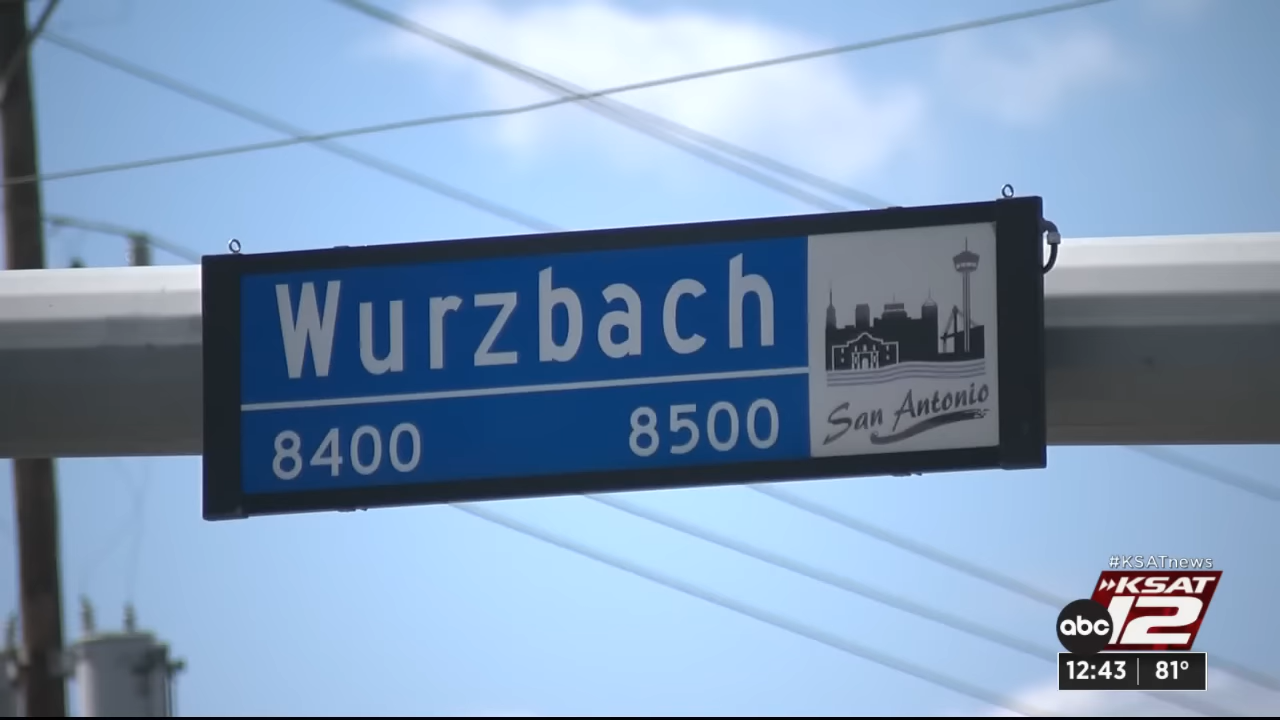 Wurzbach
8400 8500
San Antonio
#KSATnews
KSAT
abc 12
12:43 81°